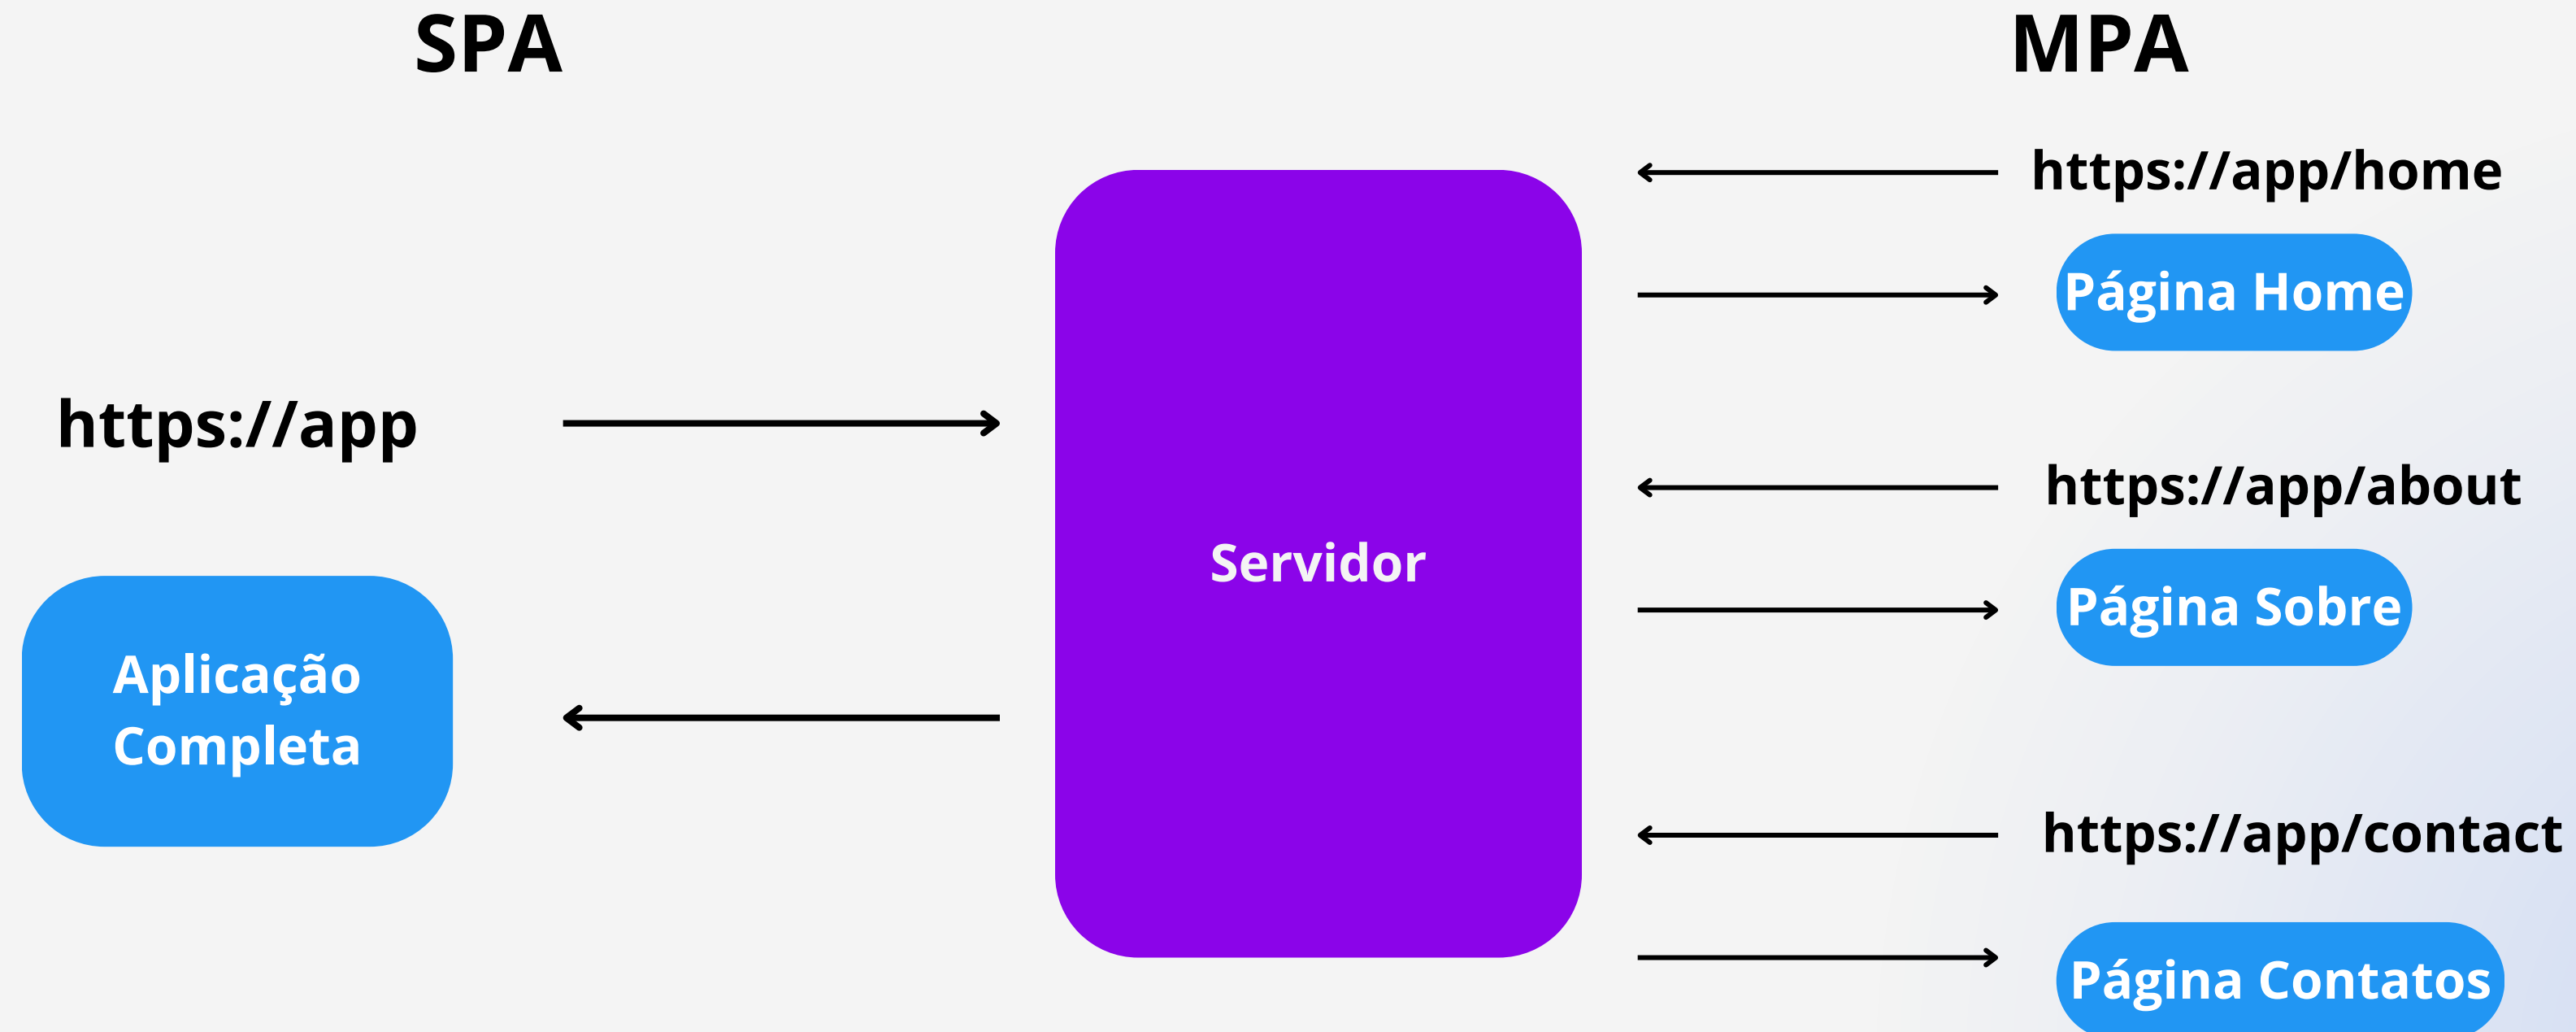 SPA
MPA
https://app
Aplicação
Completa
Servidor
https://app/home
Página Home
https://app/about
Página Sobre
https://app/contact
Página Contatos